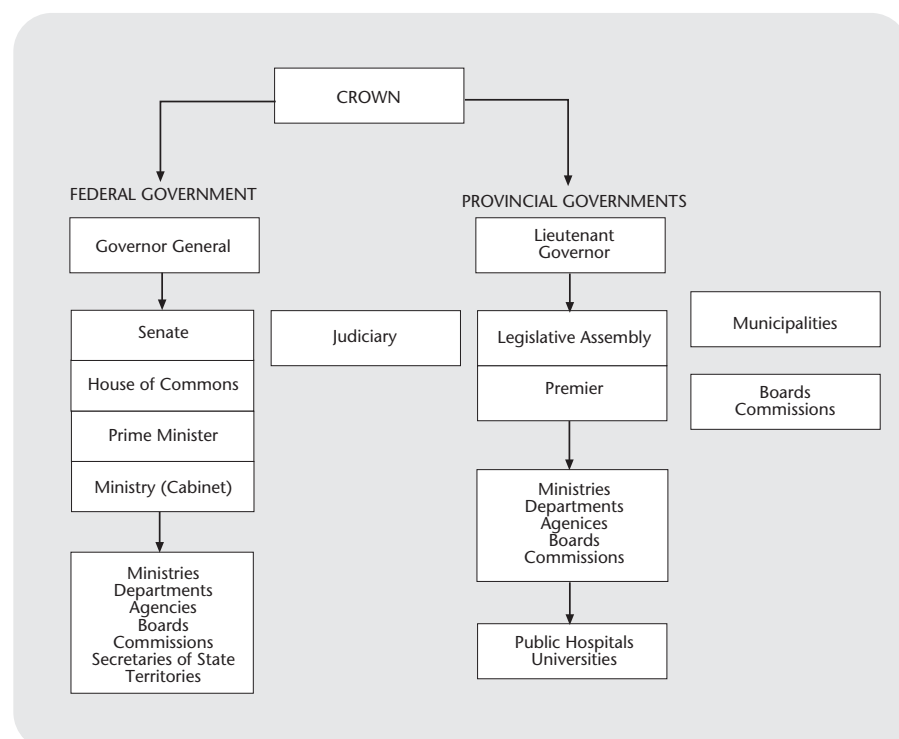 CROWN
FEDERAL GOVERNMENT
Governor General
Senate
House of Commons
Prime Minister
Ministry (Cabinet)
Ministries
Departments
Agencies
Boards
Commissions
Secretaries of State
Territories
Judiciary
PROVINCIAL GOVERNMENTS
Lieutenant
Governor
Legislative Assembly
Premier
Ministries
Departments
Agenices
Boards
Commissions
Public Hospitals
Universities
Municipalities
Boards
Commissions